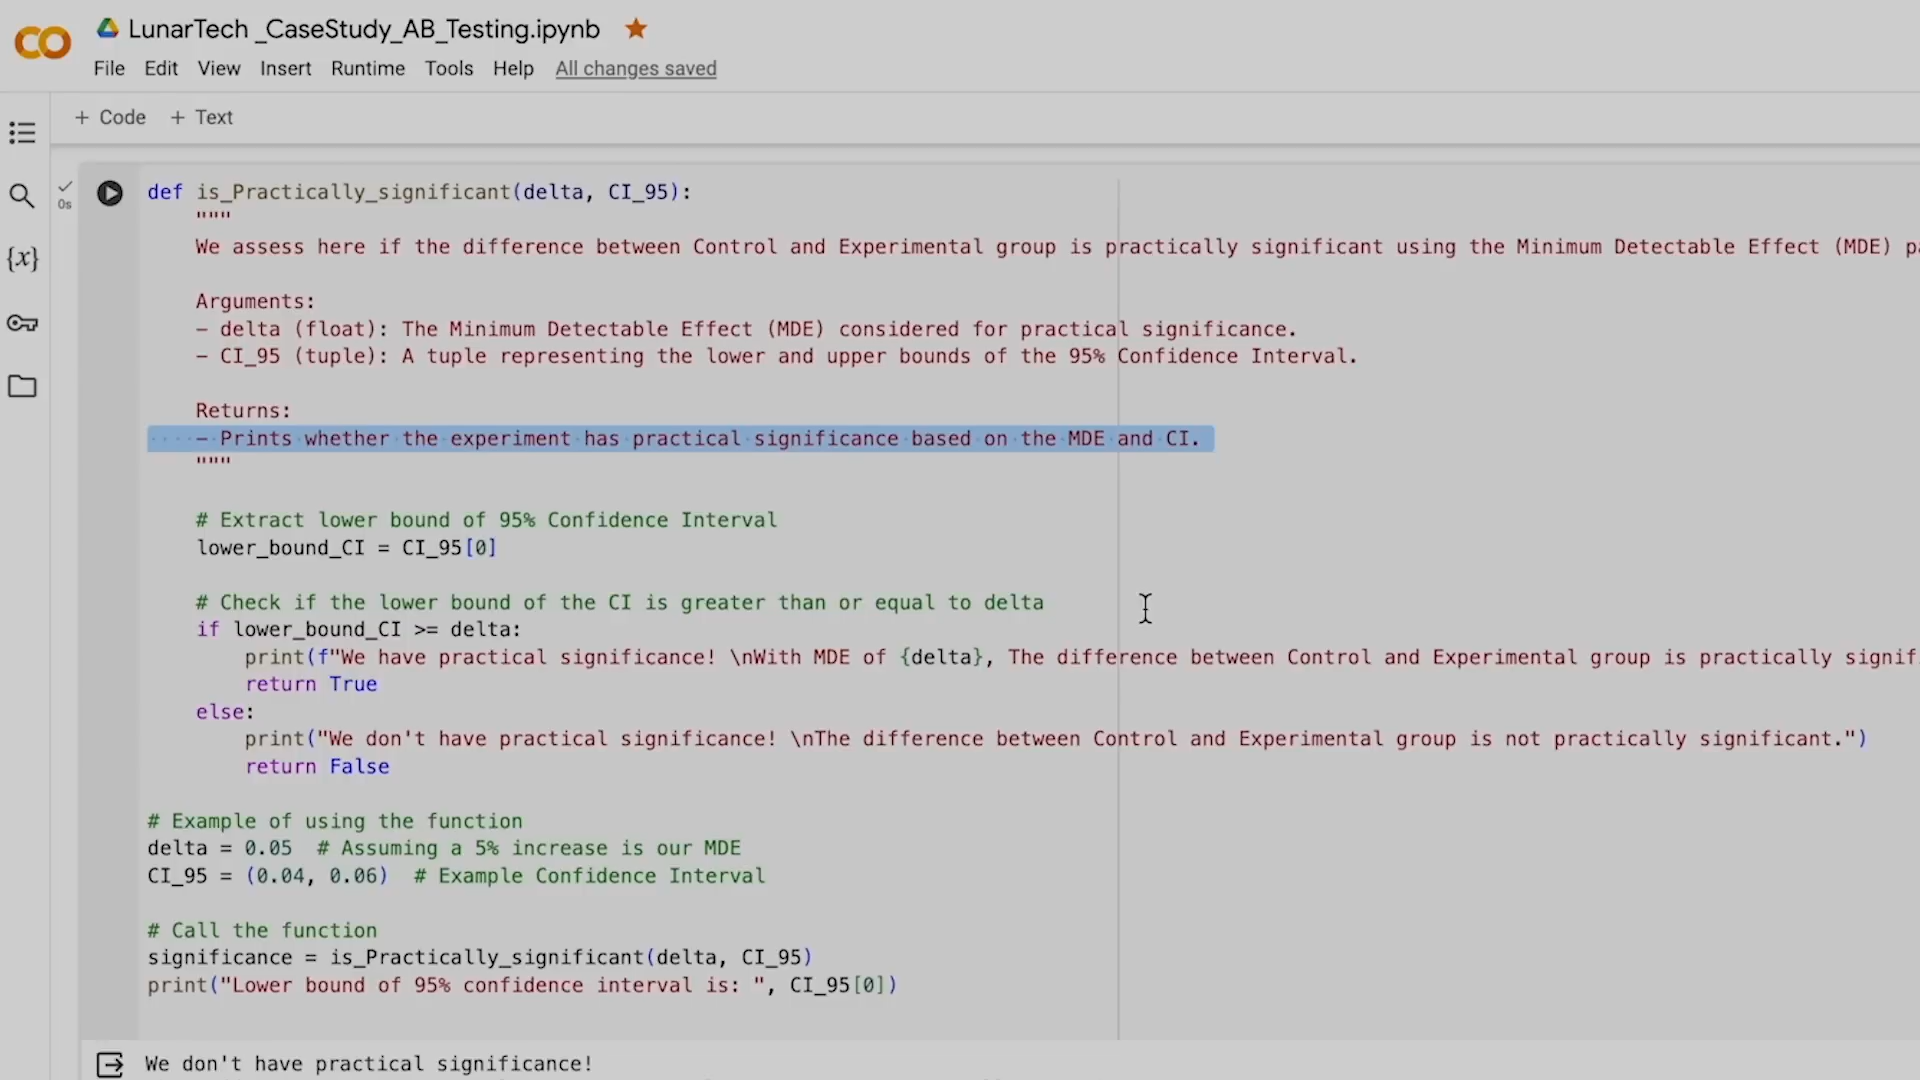 LunarTech _CaseStudy_AB_Testing.ipynb
File Edit View Insert Runtime Tools Help All changes saved
+ Code + Text
0s
def is_Practically_significant(delta, CI_95):
"""
We assess here if the difference between Control and Experimental group is practically significant using the Minimum Detectable Effect (MDE)
Arguments:
- delta (float): The Minimum Detectable Effect (MDE) considered for practical significance.
- CI_95 (tuple): A tuple representing the lower and upper bounds of the 95% Confidence Interval.
Returns:
- Prints whether the experiment has practical significance based on the MDE and CI.
"""
# Extract lower bound of 95% Confidence Interval
lower_bound_CI = CI_95[0]
# Check if the lower bound of the CI is greater than or equal to delta
if lower_bound_CI >= delta:
print(f"We have practical significance! \nWith MDE of {delta}, The difference between Control and Experimental group is practically
return True
else:
print("We don't have practical significance! \nThe difference between Control and Experimental group is not practically significant.")
return False
# Example of using the function
delta = 0.05 # Assuming a 5% increase is our MDE
CI_95 = (0.04, 0.06) # Example Confidence Interval
# Call the function
significance = is_Practically_significant(delta, CI_95)
print("Lower bound of 95% confidence interval is: ", CI_95[0])
We don't have practical significance!